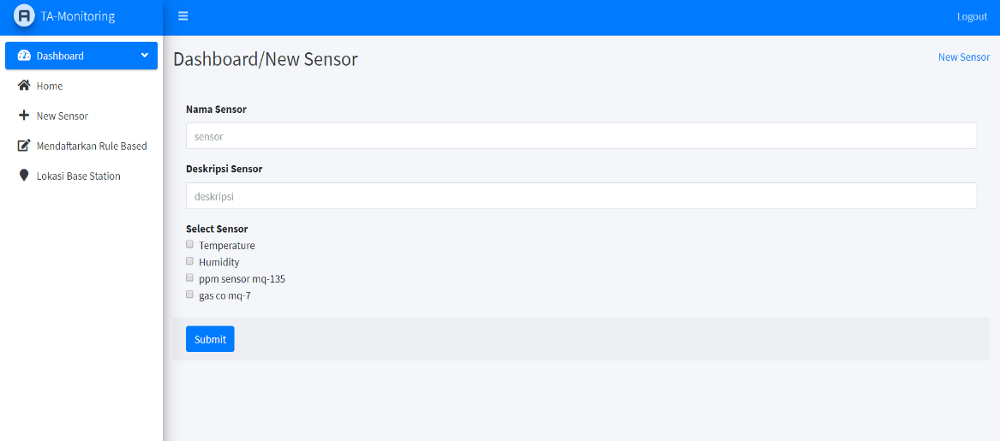 TA-Monitoring
Logout
Dashboard
Home
New Sensor
Mendaftarkan Rule Based
Lokasi Base Station
Dashboard/New Sensor
New Sensor
Nama Sensor
sensor
Deskripsi Sensor
deskripsi
Select Sensor
Temperature
Humidity
ppm sensor mq-135
gas co mq-7
Submit